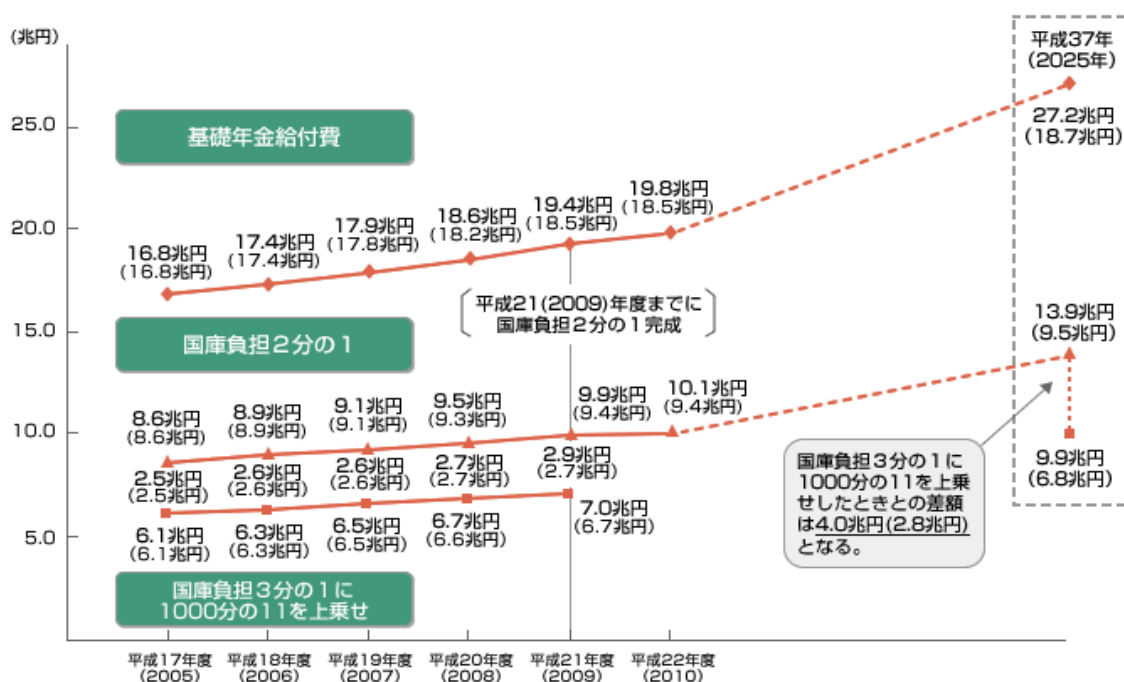 (兆円)
25.0
20.0
15.0
10.0
5.0
基礎年金給付費
16.8兆円
(16.8兆円)
17.4兆円
(17.4兆円)
17.9兆円
(17.8兆円)
18.6兆円
(18.2兆円)
19.4兆円
(18.5兆円)
19.8兆円
(18.5兆円)
平成37年
(2025年)
27.2兆円
(18.7兆円)
平成21(2009)年度までに
国庫負担2分の1完成
国庫負担2分の1
8.6兆円
(8.6兆円)
8.9兆円
(8.9兆円)
9.1兆円
(9.1兆円)
9.5兆円
(9.3兆円)
9.9兆円
(9.4兆円)
10.1兆円
(9.4兆円)
13.9兆円
(9.5兆円)
2.5兆円
(2.5兆円)
2.6兆円
(2.6兆円)
2.6兆円
(2.6兆円)
2.7兆円
(2.7兆円)
2.9兆円
(2.7兆円)
6.1兆円
(6.1兆円)
6.3兆円
(6.3兆円)
6.5兆円
(6.5兆円)
6.7兆円
(6.6兆円)
7.0兆円
(6.7兆円)
9.9兆円
(6.8兆円)
国庫負担3分の1に
1000分の11を上乗
せしたときとの差額
は4.0兆円(2.8兆円)
となる。
国庫負担3分の1に
1000分の11を上乗せ
平成17年度
(2005)
平成18年度
(2006)
平成19年度
(2007)
平成20年度
(2008)
平成21年度
(2009)
平成22年度
(2010)